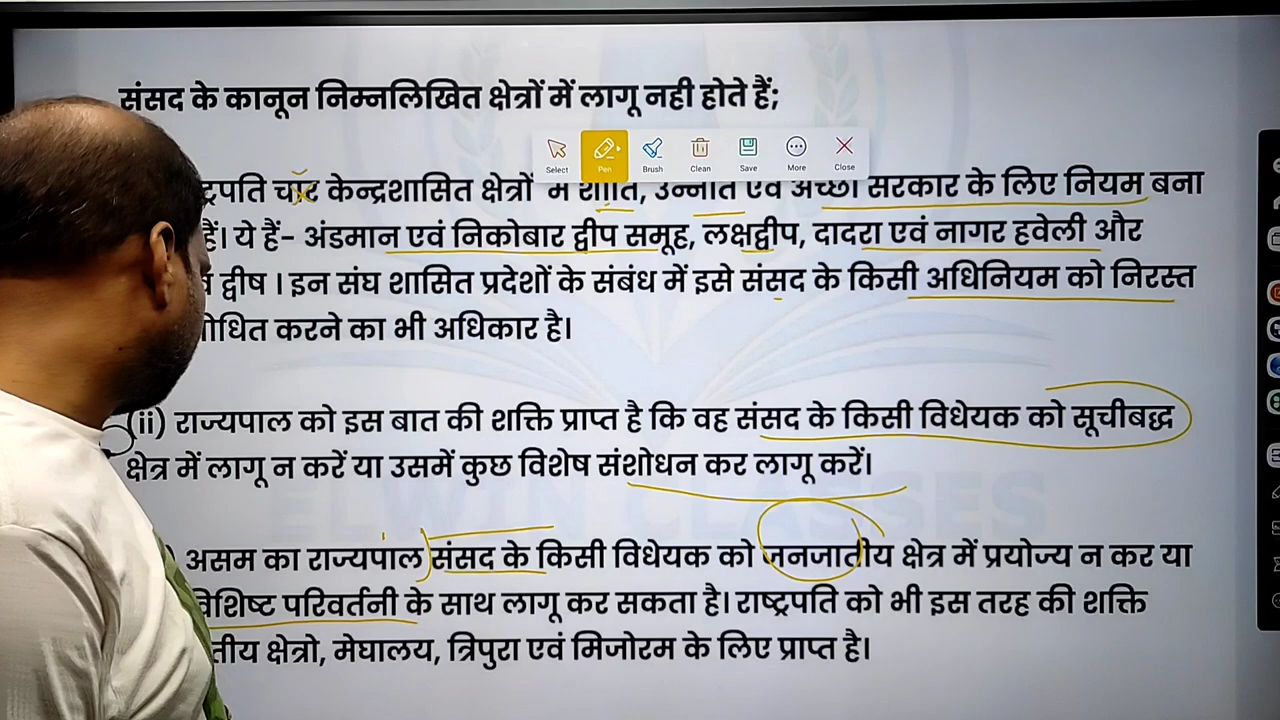 संसद के कानून निम्नलिखित क्षेत्रों में लागू नही होते हैं;
Select Pen Brush Clean Save More Close
केन्द्रशासित क्षेत्रों में शांति, उन्नति एवं अच्छी सरकार के लिए नियम बना
हैं। ये हैं- अंडमान एवं निकोबार द्वीप समूह, लक्षद्वीप, दादरा एवं नागर हवेली और
द्वीष । इन संघ शासित प्रदेशों के संबंध में इसे संसद के किसी अधिनियम को निरस्त
करने का भी अधिकार है।
(ii) राज्यपाल को इस बात की शक्ति प्राप्त है कि वह संसद के किसी विधेयक को सूचीबद्ध
क्षेत्र में लागू न करें या उसमें कुछ विशेष संशोधन कर लागू करें।
असम का राज्यपाल संसद के किसी विधेयक को जनजातीय क्षेत्र में प्रयोज्य न कर या
विशिष्ट परिवर्तनी के साथ लागू कर सकता है। राष्ट्रपति को भी इस तरह की शक्ति
क्षेत्रो, मेघालय, त्रिपुरा एवं मिजोरम के लिए प्राप्त है।
ELWIN CLASSES